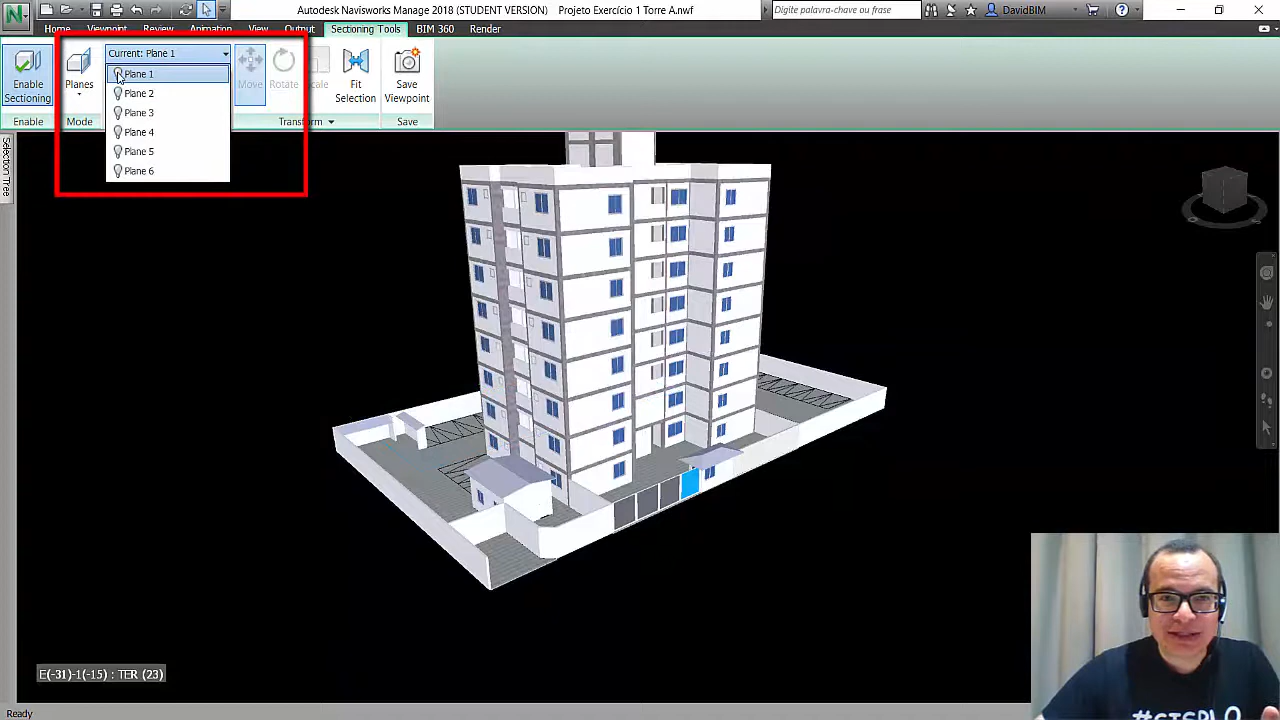 Autodesk Navisworks Manage 2018 (STUDENT VERSION) Projeto Exercício 1 Torre A.nwf
Digite palavra-chave ou frase
DavidBIM
N
Home Viewpoint Review Animation View Output Sectioning Tools BIM 360 Render
Enable Sectioning
Planes
Current: Plane 1
Plane 1
Plane 2
Plane 3
Plane 4
Plane 5
Plane 6
Move
Rotate
Fit Selection
Save Viewpoint
Enable
Mode
Transform
Save
Selection Tree
E(-31)-1(-15) : TER (23)
Ready